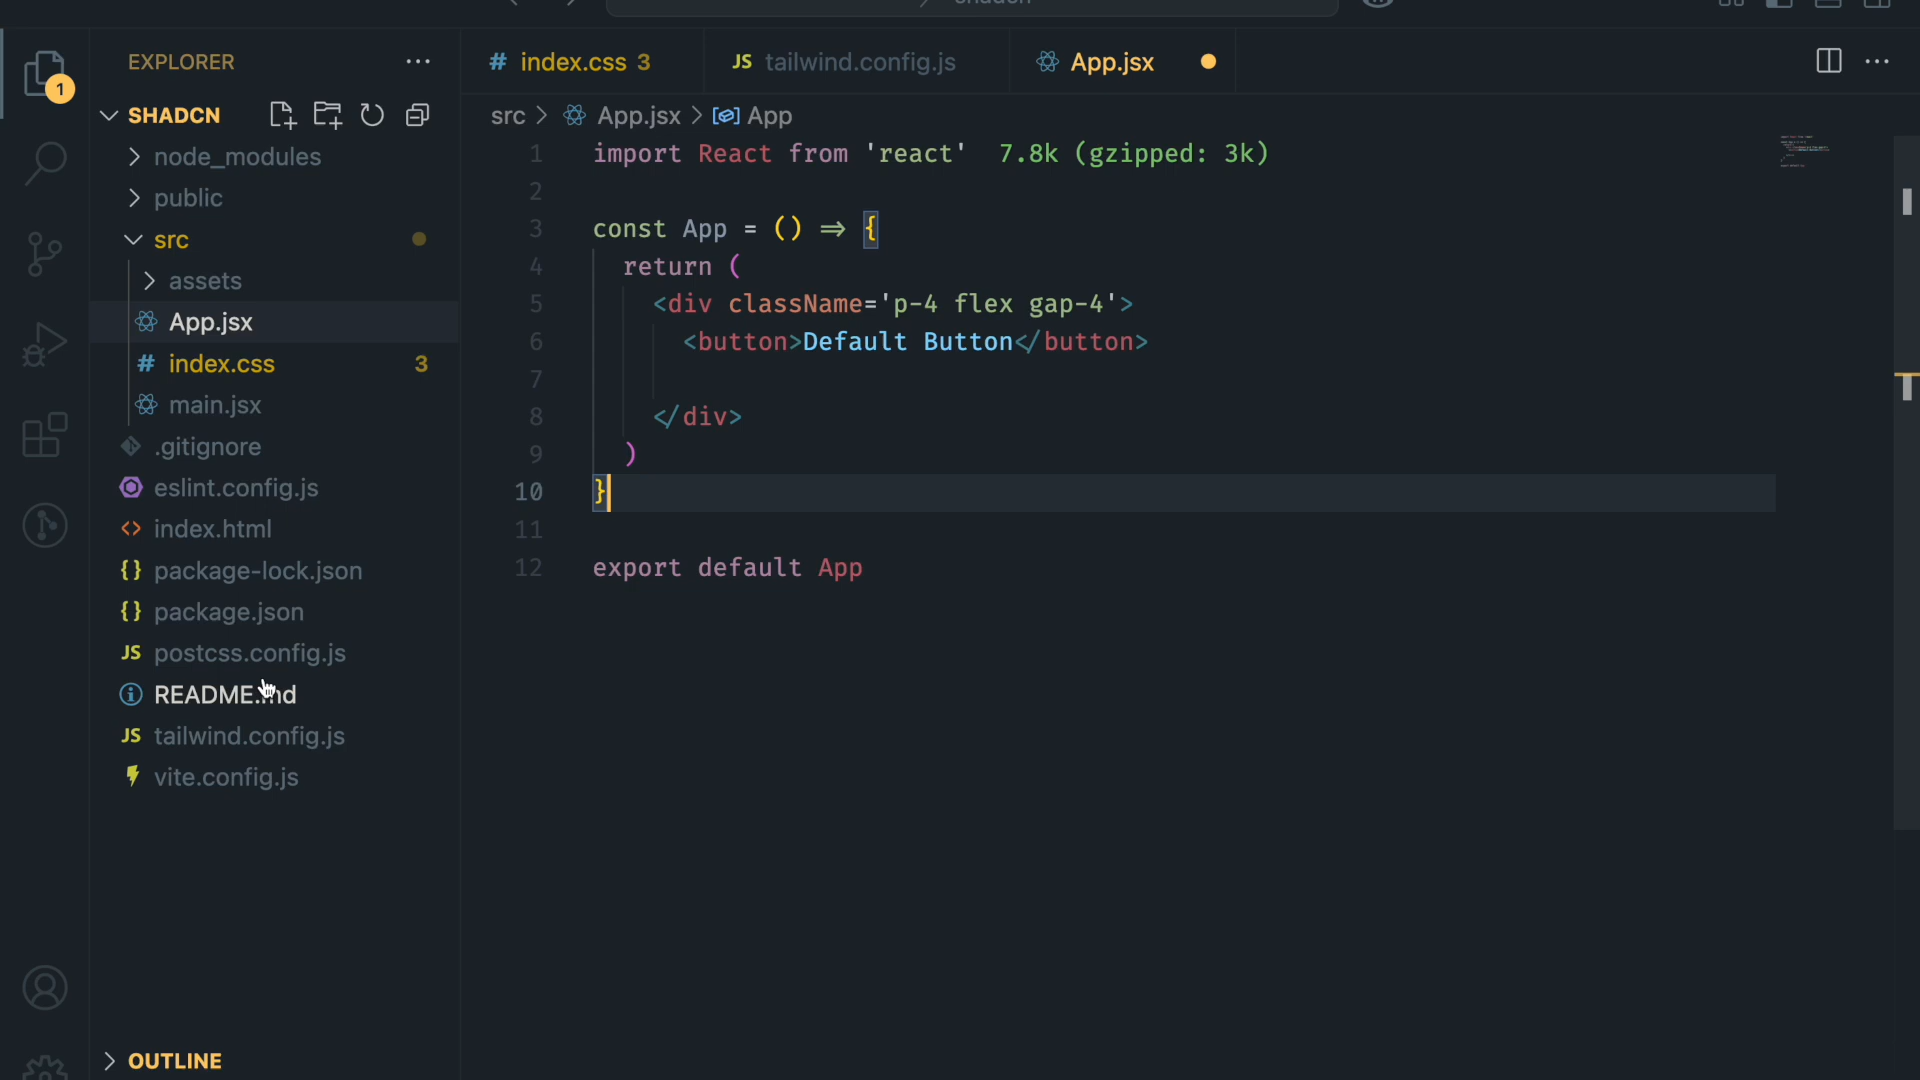 shadcn
EXPLORER
1
SHADCN
node_modules
public
src
assets
App.jsx
# index.css 3
main.jsx
.gitignore
eslint.config.js
<> index.html
{} package-lock.json
{} package.json
JS postcss.config.js
README.md
JS tailwind.config.js
vite.config.js
OUTLINE
# index.css 3
JS tailwind.config.js
App.jsx
src > App.jsx > App
1 import React from 'react' 7.8k (gzipped: 3k)
2
3 const App = () => {
4 return (
5 <div className='p-4 flex gap-4'>
6 <button>Default Button</button>
7
8 </div>
9 )
10 }
11
12 export default App